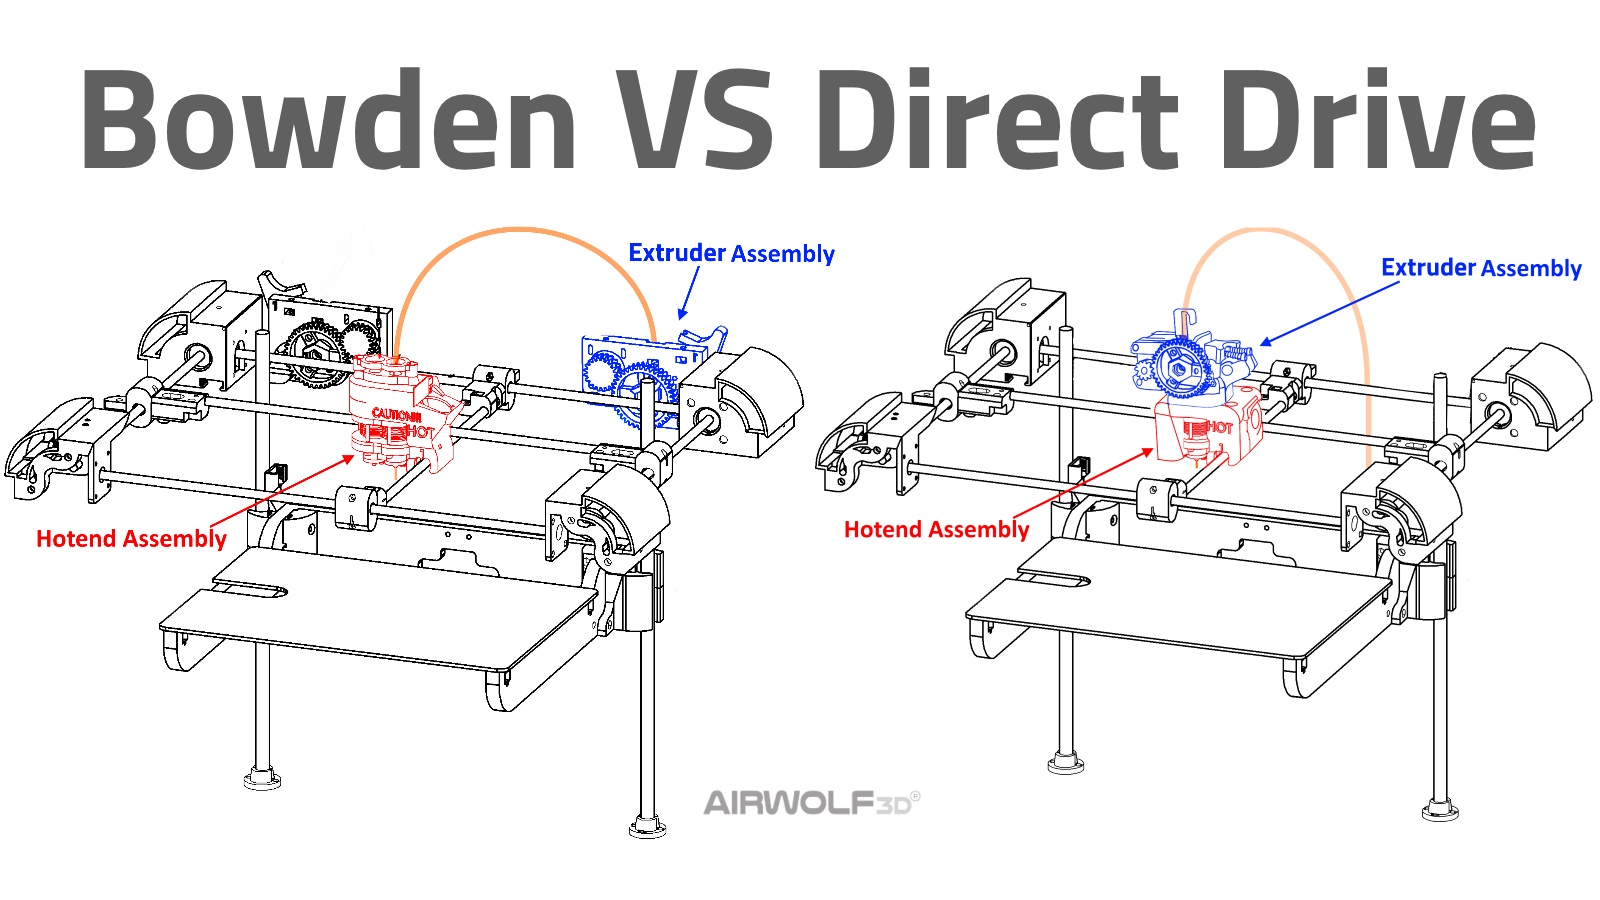 Bowden VS Direct Drive
Extruder Assembly
Extruder Assembly
CAUTION!!!
HOT
HOT
Hotend Assembly
Hotend Assembly
AIRWOLF3D®